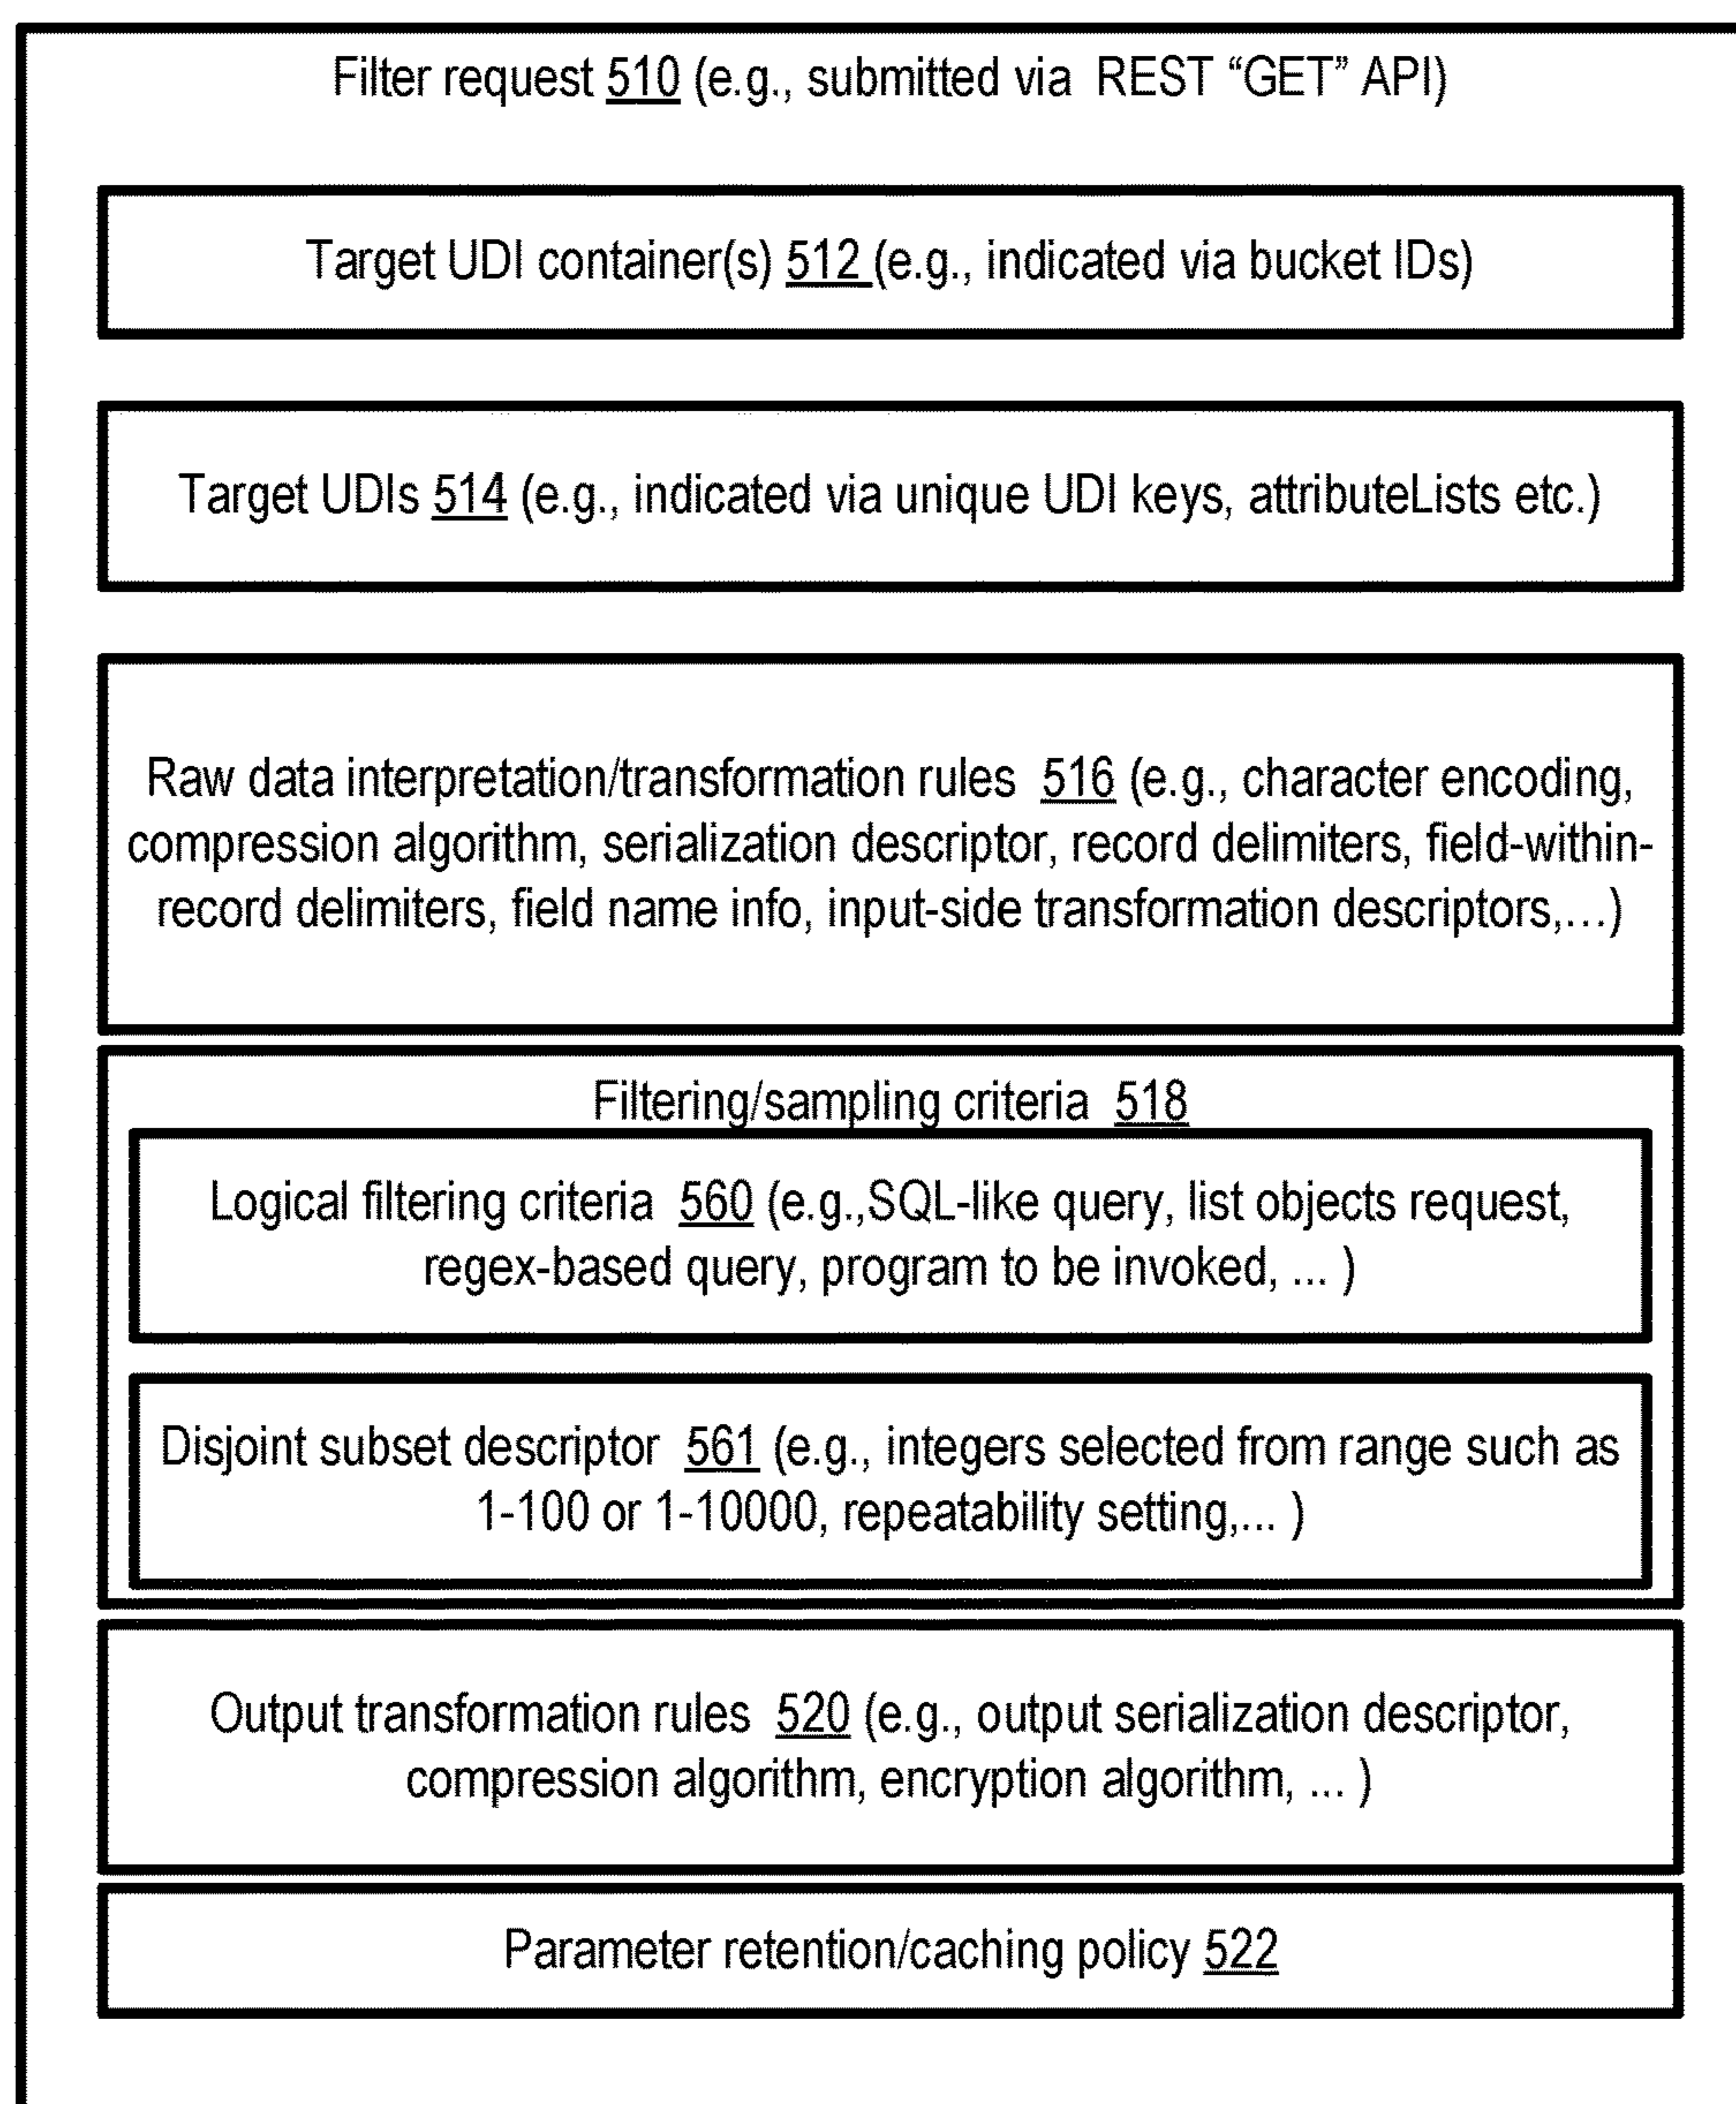 Filter request 510 (e.g., submitted via REST “GET” API)
Target UDI container(s) 512 (e.g., indicated via bucket IDs)
Target UDIs 514 (e.g., indicated via unique UDI keys, attributeLists etc.)
Raw data interpretation/transformation rules 516 (e.g., character encoding,
compression algorithm, serialization descriptor, record delimiters, field-within-
record delimiters, field name info, input-side transformation descriptors,…)
Filtering/sampling criteria 518
Logical filtering criteria 560 (e.g.,SQL-like query, list objects request,
regex-based query, program to be invoked, ... )
Disjoint subset descriptor 561 (e.g., integers selected from range such as
1-100 or 1-10000, repeatability setting,... )
Output transformation rules 520 (e.g., output serialization descriptor,
compression algorithm, encryption algorithm, ... )
Parameter retention/caching policy 522